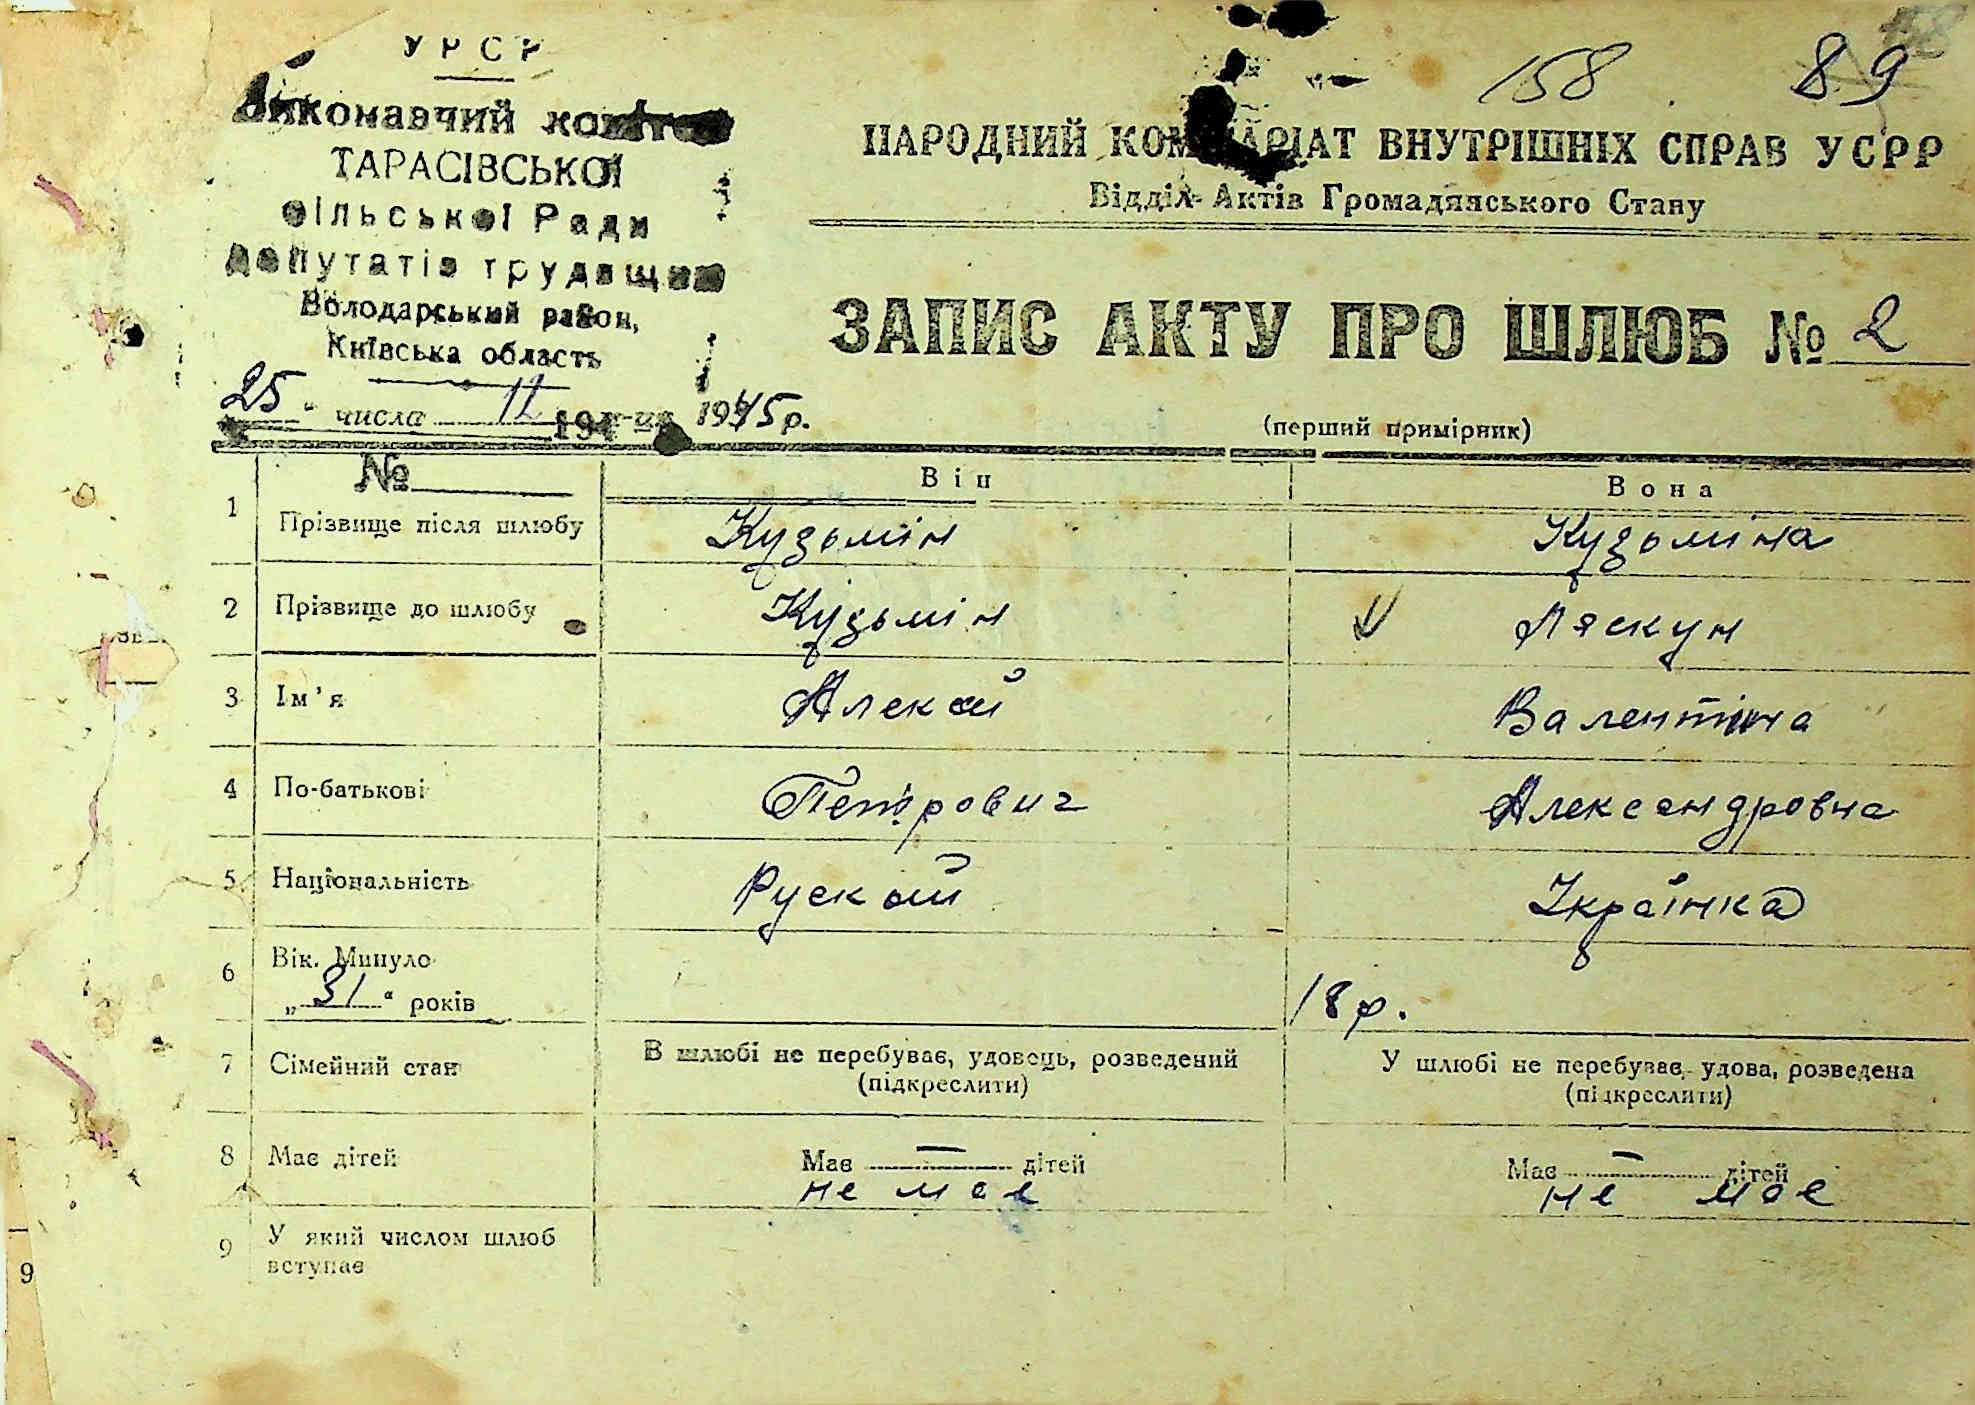 УРСР
Виконавчий комітет
ТАРАСІВСЬКОЇ
сільської Ради
депутатів трудящих
Володарський район,
Київська область
25 числа 12 1945 р.
№
158 89
НАРОДНИЙ КОМІСАРІАТ ВНУТРІШНІХ СПРАВ УСРР
Відділ Актів Громадянського Стану
ЗАПИС АКТУ ПРО ШЛЮБ № 2
(перший примірник)
Він Вона
1 Прізвище після шлюбу Кузьмін Кузьміна
2 Прізвище до шлюбу Кузьмін Ляскун
3 Ім'я Алексей Валентина
4 По-батькові Петрович Александровна
5 Національність Руский Українка
6 Вік. Минуло
„31“ років 18 р.
7 Сімейний стан В шлюбі не перебуває, удовець, розведений У шлюбі не перебуває, удова, розведена
(підкреслити) (підкреслити)
8 Має дітей Має — дітей Має — дітей
не має не має
9 У який числом шлюб
вступає
9